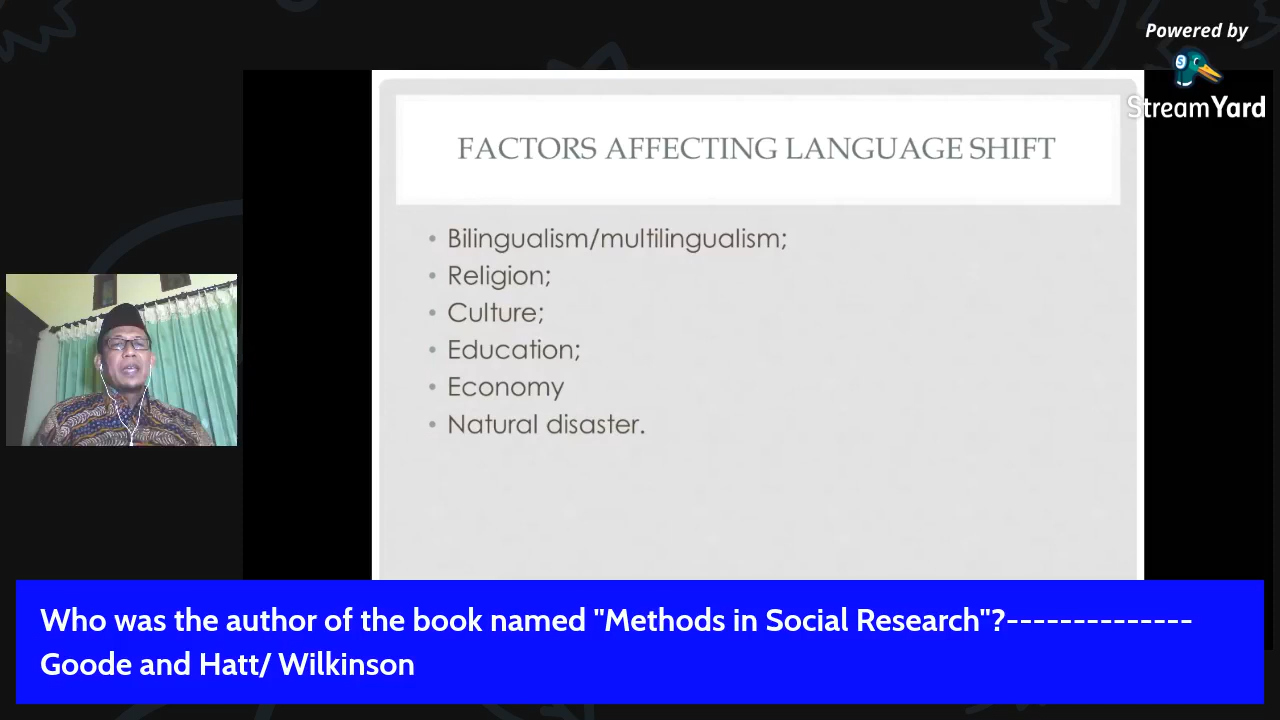 Powered by
StreamYard
FACTORS AFFECTING LANGUAGE SHIFT
• Bilingualism/multilingualism;
• Religion;
• Culture;
• Education;
• Economy
• Natural disaster.
Who was the author of the book named "Methods in Social Research"?--------------
Goode and Hatt/ Wilkinson